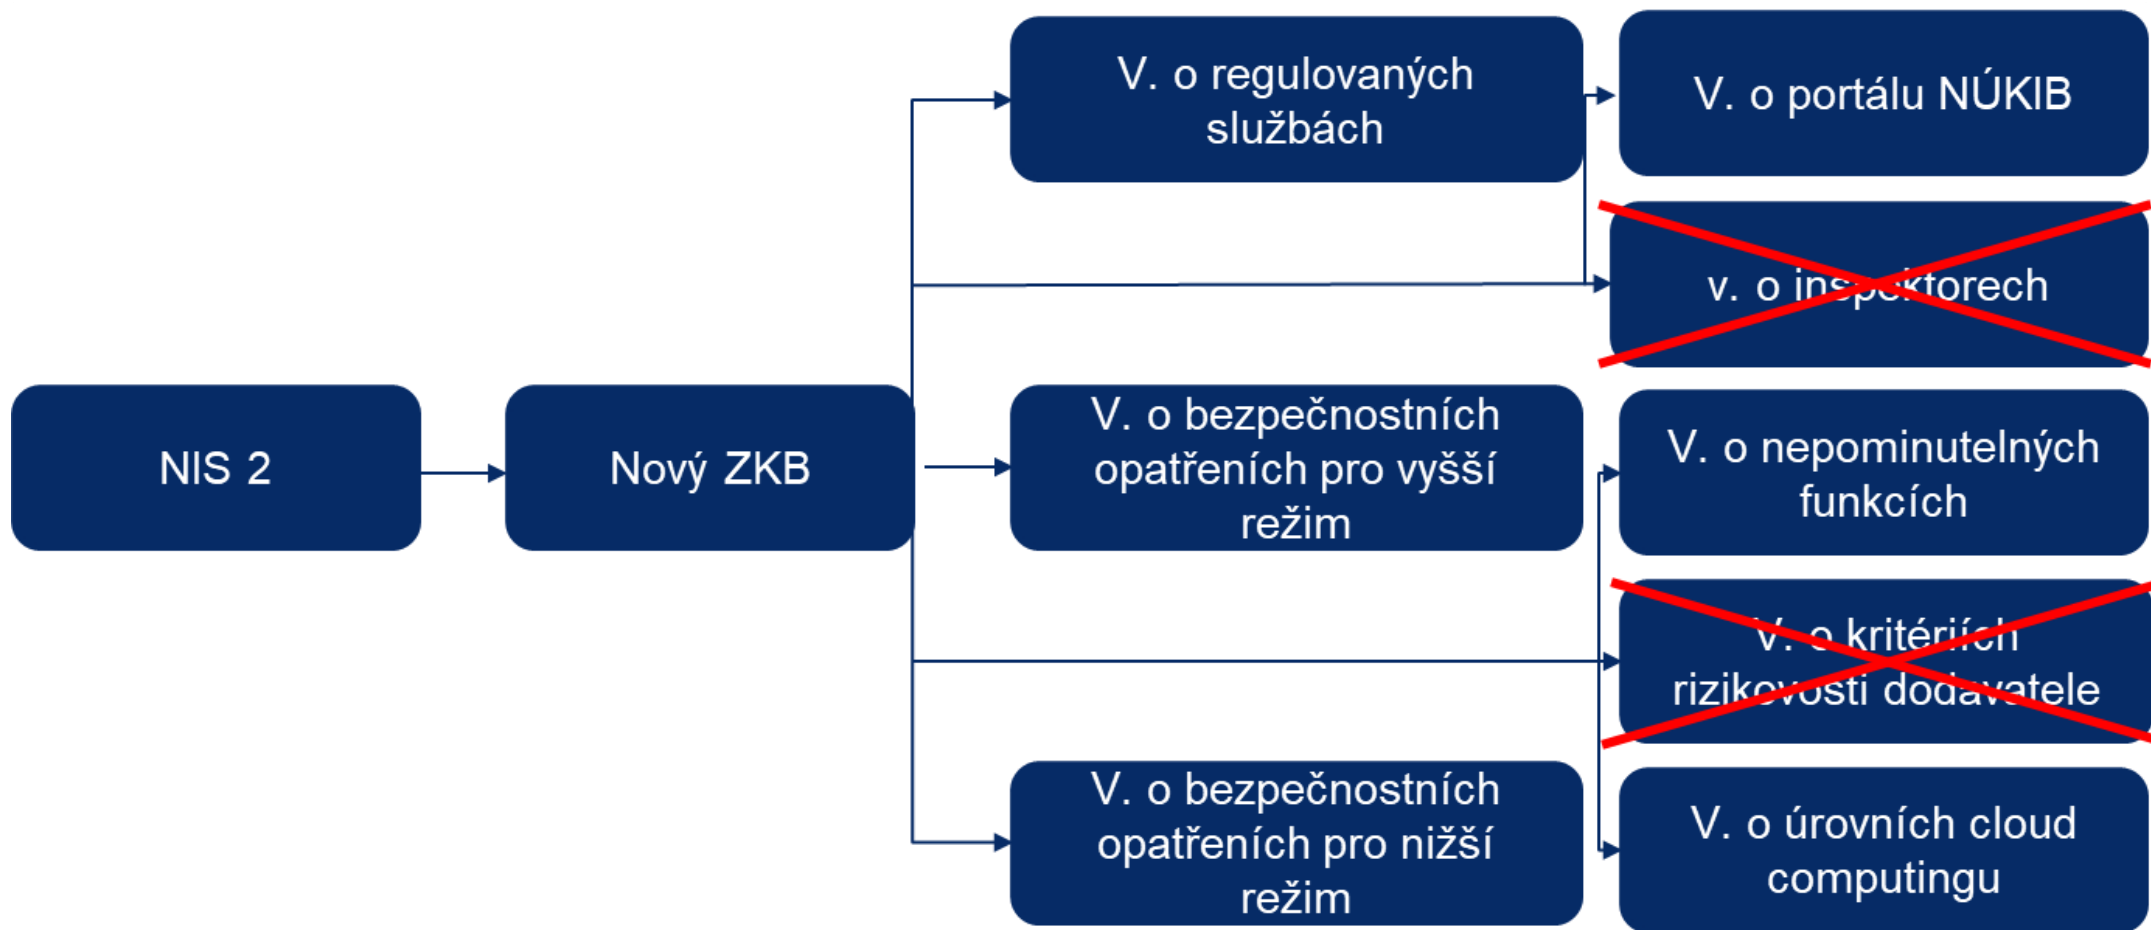 NIS 2
Nový ZKB
V. o regulovaných
službách
V. o bezpečnostních
opatřeních pro vyšší
režim
V. o bezpečnostních
opatřeních pro nižší
režim
V. o portálu NÚKIB
v. o inspektorech
V. o nepominutelných
funkcích
V. o kritériích
rizikovosti dodavatele
V. o úrovních cloud
computingu